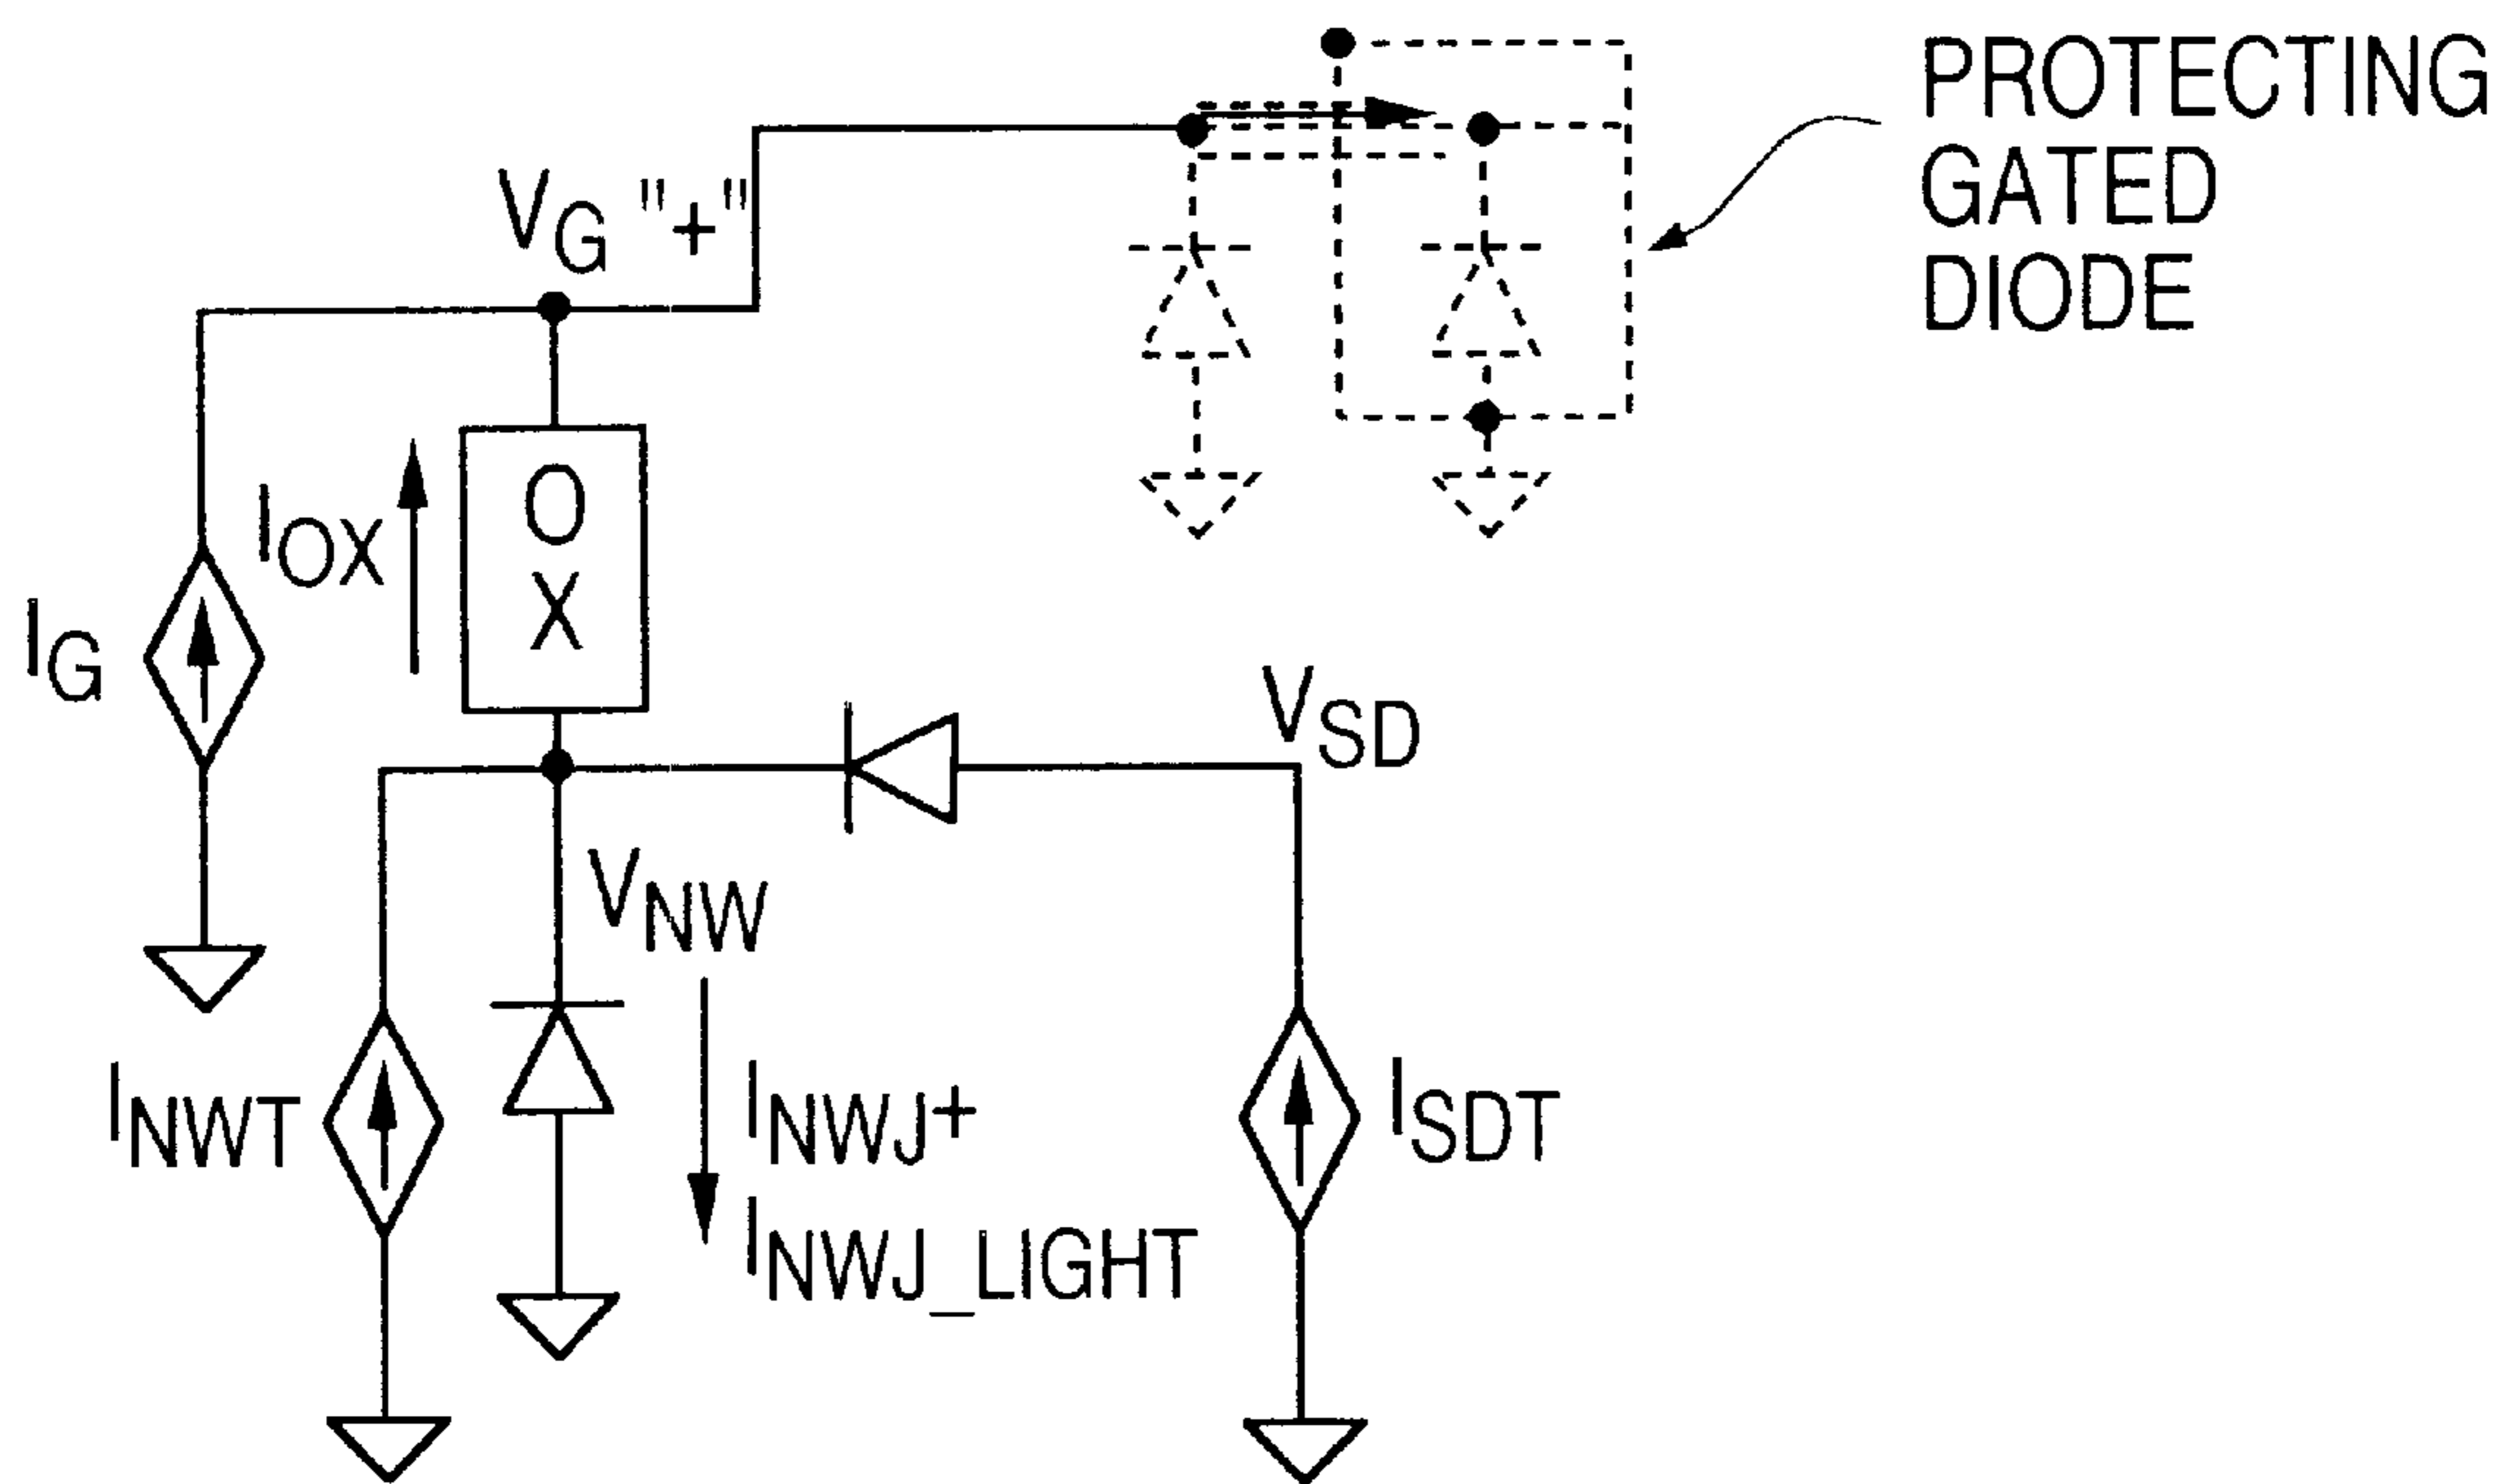 PROTECTING
GATED
DIODE
VG "+"
IOX
O
X
IG
VSD
VNW
INWT
INWJ+
INWJ_LIGHT
ISDT